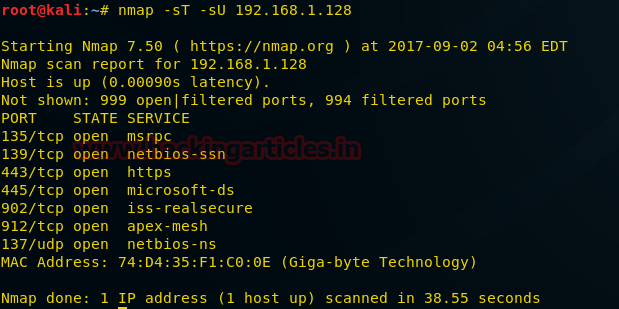 root@kali:~# nmap -sT -sU 192.168.1.128
Starting Nmap 7.50 ( https://nmap.org ) at 2017-09-02 04:56 EDT
Nmap scan report for 192.168.1.128
Host is up (0.00090s latency).
Not shown: 999 open|filtered ports, 994 filtered ports
PORT    STATE SERVICE
135/tcp open  msrpc
139/tcp open  netbios-ssn
www.hackingarticles.in
443/tcp open  https
445/tcp open  microsoft-ds
902/tcp open  iss-realsecure
912/tcp open  apex-mesh
137/udp open  netbios-ns
MAC Address: 74:D4:35:F1:C0:0E (Giga-byte Technology)
Nmap done: 1 IP address (1 host up) scanned in 38.55 seconds